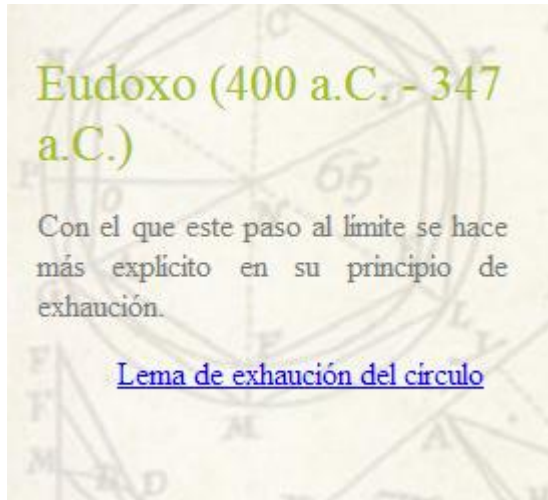 Eudoxo (400 a.C. - 347
a.C.)
Con el que este paso al límite se hace
más explícito en su principio de
exhaución.
Lema de exhaución del círculo